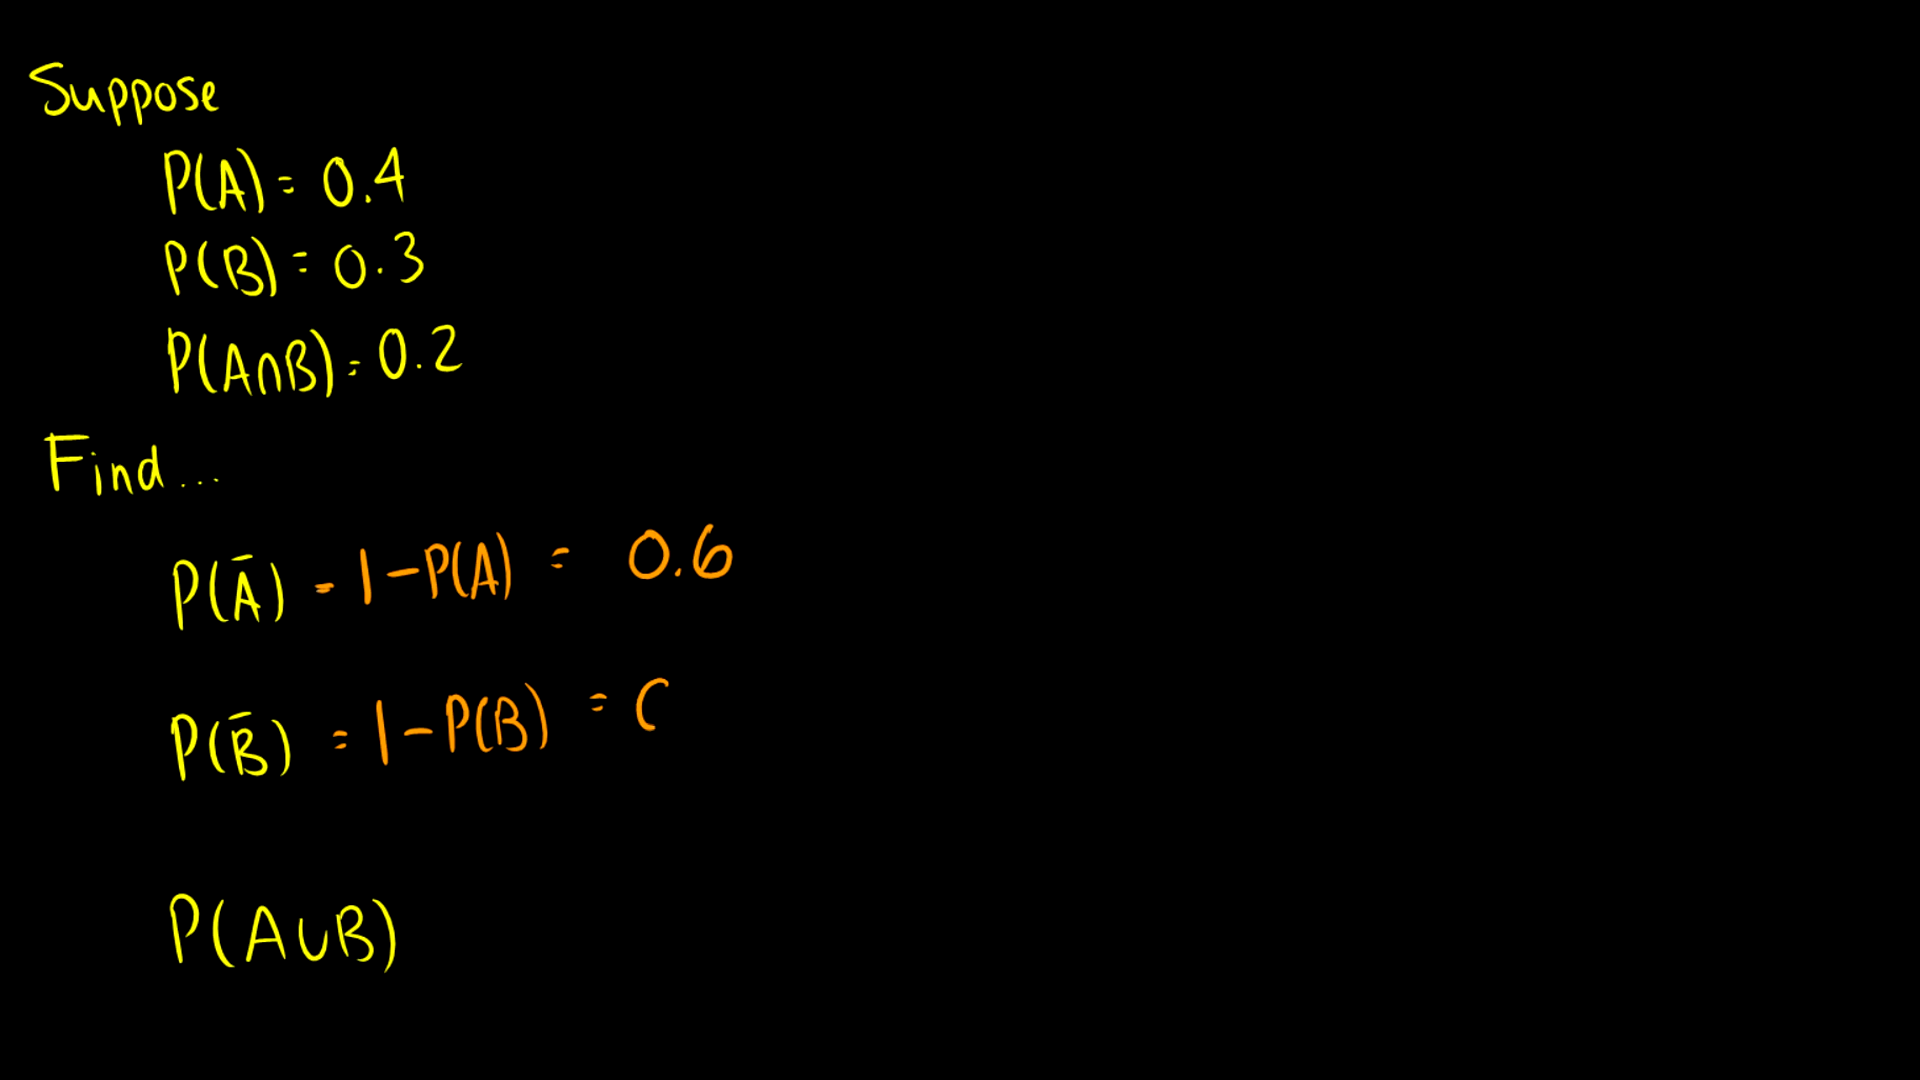 Suppose
P(A) = 0.4
P(B) = 0.3
P(A∩B) = 0.2
Find...
P(Ā) = 1-P(A) = 0.6
P(B̄) = 1-P(B) =
P(A∪B)